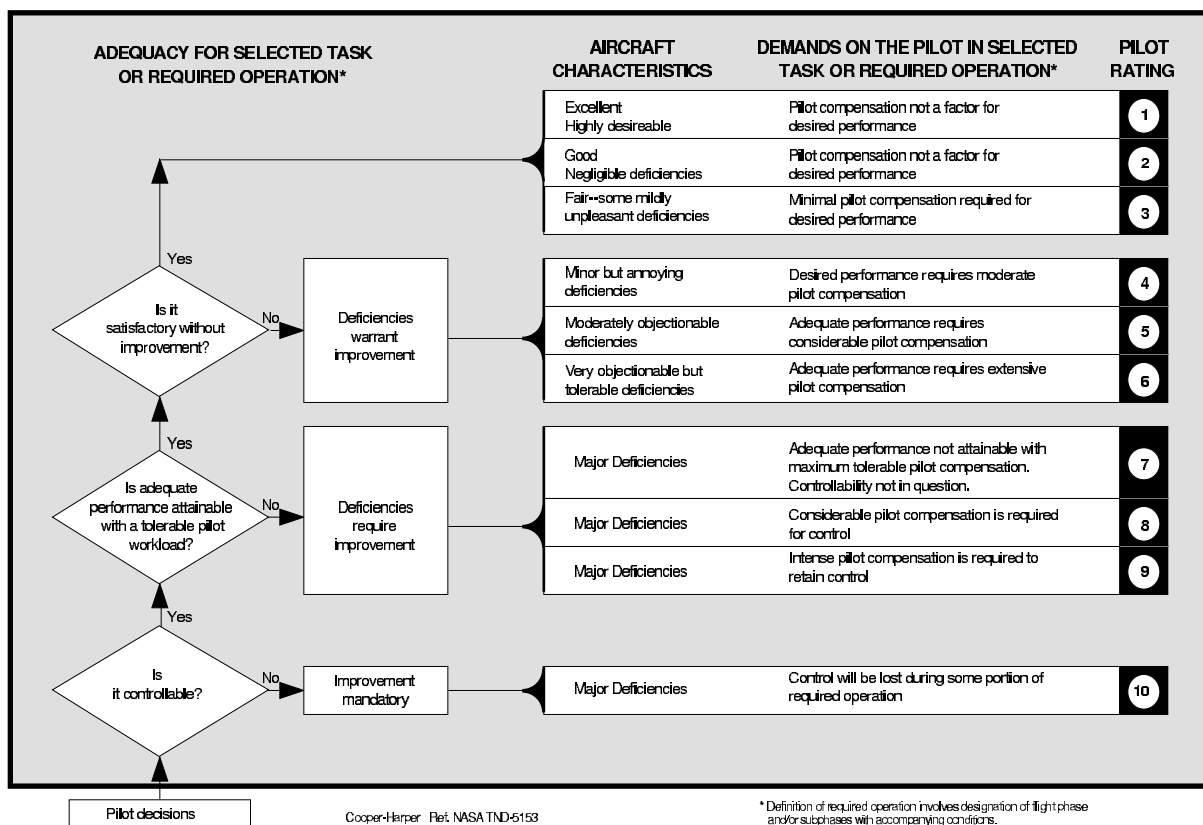 ADEQUACY FOR SELECTED TASK
OR REQUIRED OPERATION*
AIRCRAFT
CHARACTERISTICS
DEMANDS ON THE PILOT IN SELECTED
TASK OR REQUIRED OPERATION*
PILOT
RATING
Excellent
Highly desireable
Pilot compensation not a factor for
desired performance
1
Good
Negligible deficiencies
Pilot compensation not a factor for
desired performance
2
Fair--some mildly
unpleasant deficiencies
Minimal pilot compensation required for
desired performance
3
Yes
Is it
satisfactory without
improvement?
No
Deficiencies
warrant
improvement
Minor but annoying
deficiencies
Desired performance requires moderate
pilot compensation
4
Moderately objectionable
deficiencies
Adequate performance requires
considerable pilot compensation
5
Very objectionable but
tolerable deficiencies
Adequate performance requires extensive
pilot compensation
6
Yes
Is adequate
performance attainable
with a tolerable pilot
workload?
No
Deficiencies
require
improvement
Major Deficiencies
Adequate performance not attainable with
maximum tolerable pilot compensation.
Controllability not in question.
7
Major Deficiencies
Considerable pilot compensation is required
for control
8
Major Deficiencies
Intense pilot compensation is required to
retain control
9
Yes
Is
it controllable?
No
Improvement
mandatory
Major Deficiencies
Control will be lost during some portion of
required operation
10
Pilot decisions
Cooper-Harper Ref. NASA TND-5153
* Definition of required operation involves designation of flight phase
and/or subphases with accompanying conditions.